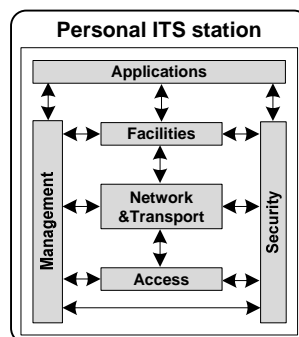 Personal ITS station
Applications
Facilities
Network
&Transport
Access
Management
Security